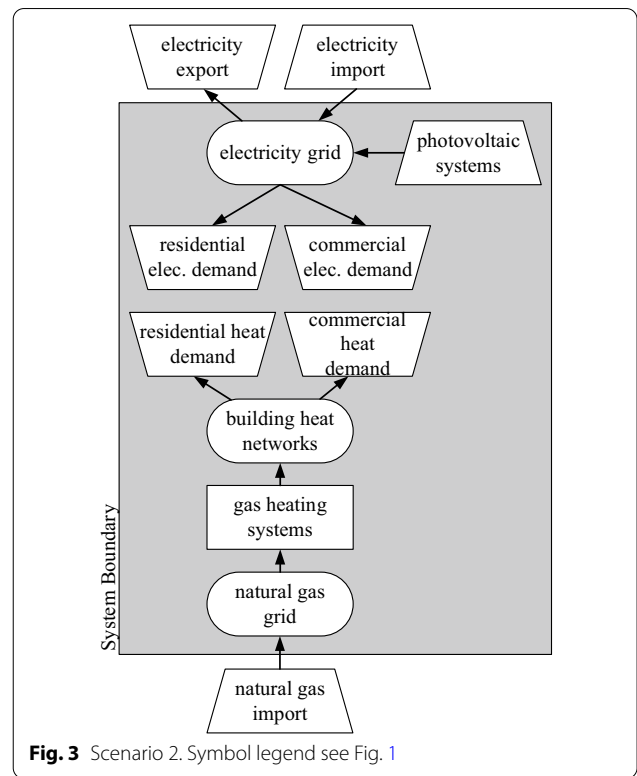 electricity
export
electricity
import
electricity grid
photovoltaic
systems
residential
elec. demand
commercial
elec. demand
residential heat
demand
commercial
heat
demand
building heat
networks
gas heating
systems
natural gas
grid
System Boundary
natural gas
import
Fig. 3 Scenario 2. Symbol legend see Fig. 1